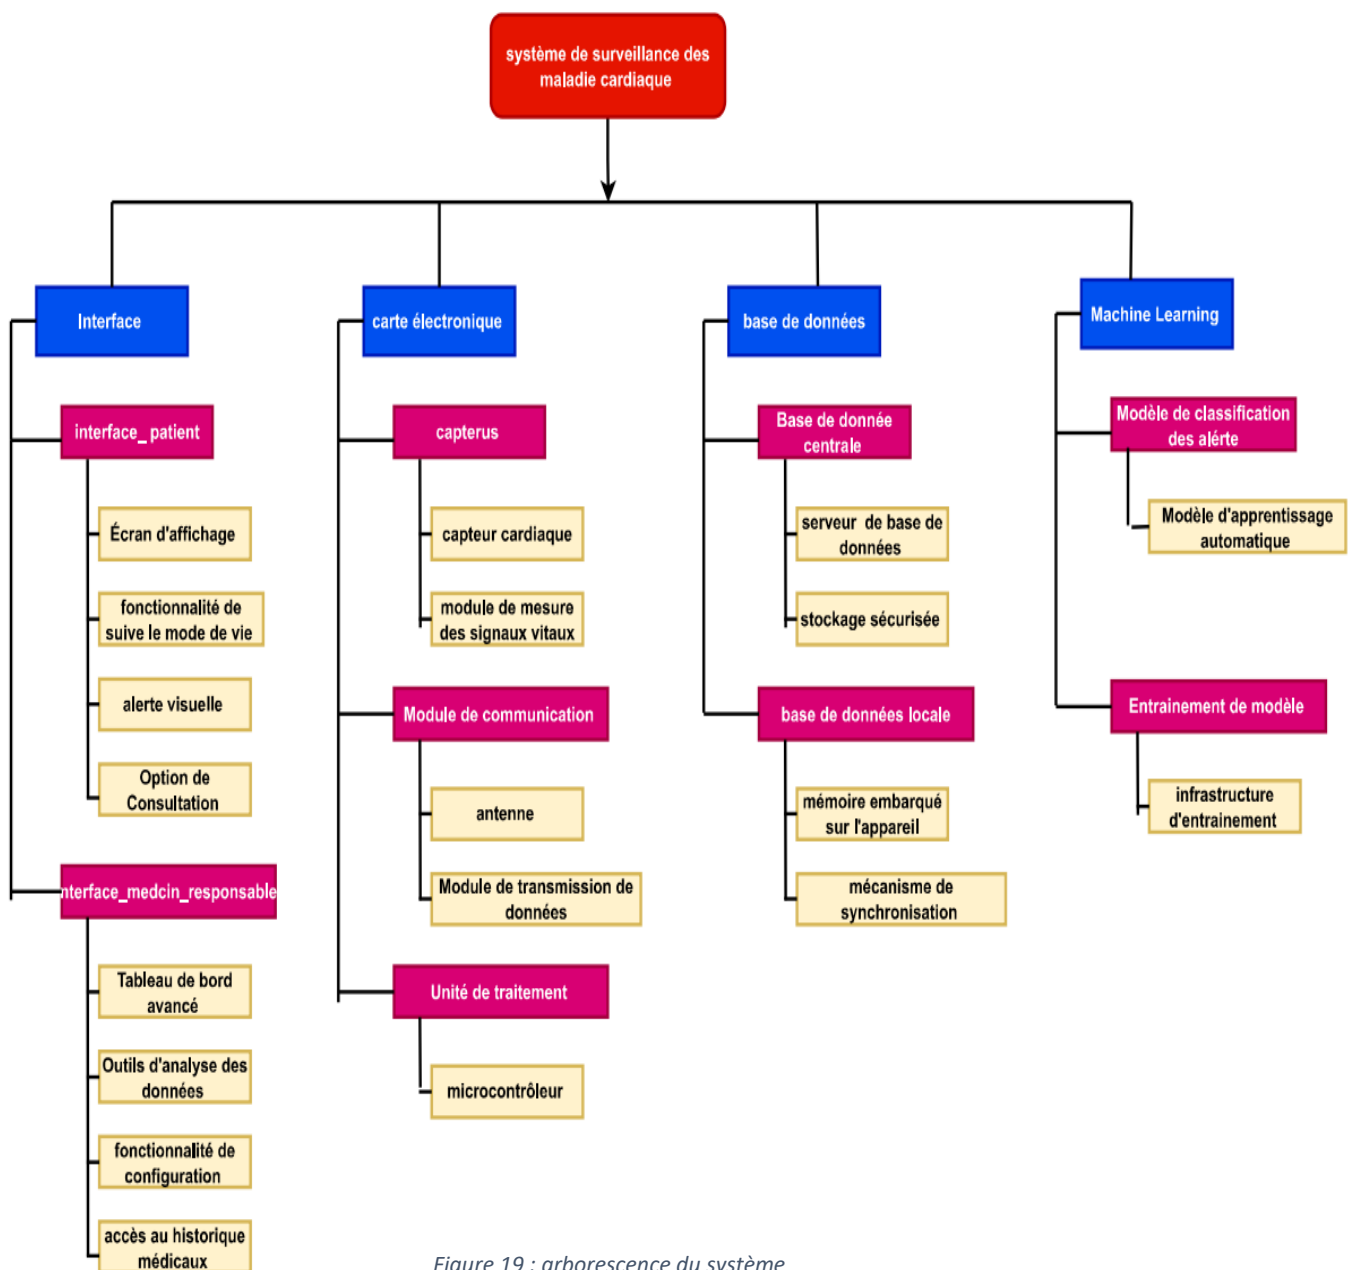 système de surveillance des
maladie cardiaque
Interface
carte électronique
base de données
Machine Learning
interface_ patient
Écran d'affichage
fonctionnalité de
suive le mode de vie
alerte visuelle
Option de
Consultation
nterface_medcin_responsable
Tableau de bord
avancé
Outils d'analyse des
données
fonctionnalité de
configuration
accès au historique
médicaux
capterus
capteur cardiaque
module de mesure
des signaux vitaux
Module de communication
antenne
Module de transmission de
données
Unité de traitement
microcontrôleur
Base de donnée
centrale
serveur de base de
données
stockage sécurisée
base de données locale
mémoire embarqué
sur l'appareil
mécanisme de
synchronisation
Modèle de classification
des alérte
Modèle d'apprentissage
automatique
Entrainement de modèle
infrastructure
d'entrainement
Figure 19 : arborescence du système